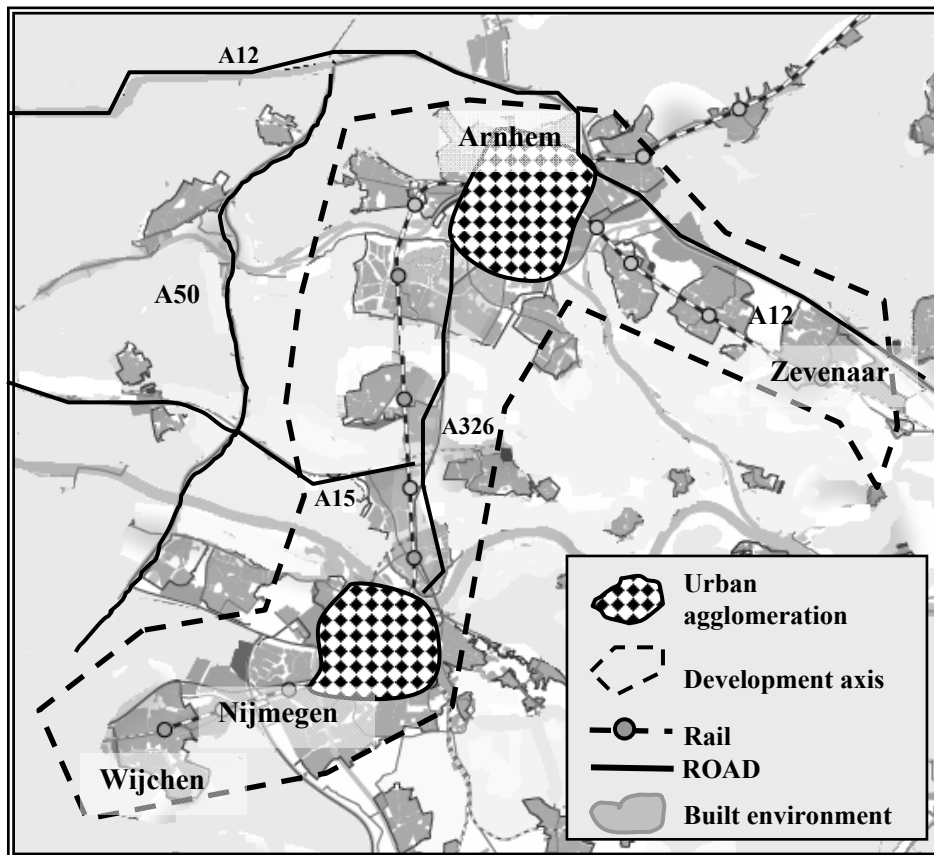 A12
Arnhem
A50
A12
Zevenaar
A326
A15
Nijmegen
Wijchen
Urban
agglomeration
Development axis
Rail
ROAD
Built environment